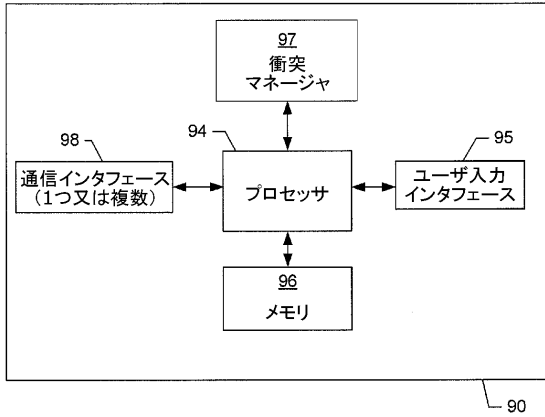 97
衝突
マネージャ
94
98
通信インタフェース
(1つ又は複数)
プロセッサ
95
ユーザ入力
インタフェース
96
メモリ
90